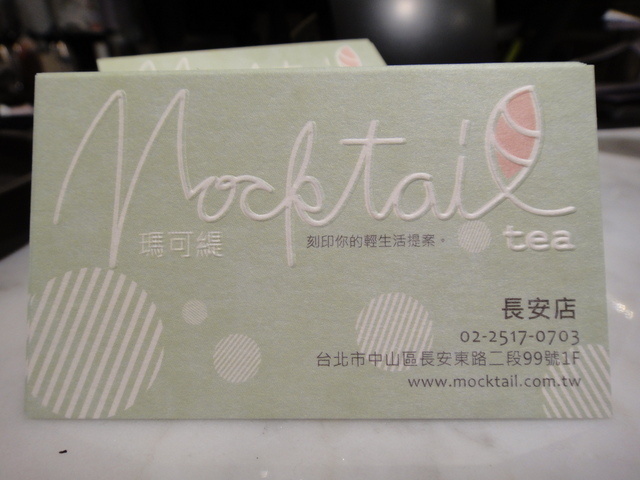 Mocktail
瑪可緹
刻印你的輕生活提案。
tea
長安店
02-2517-0703
台北市中山區長安東路二段99號1F
www.mocktail.com.tw